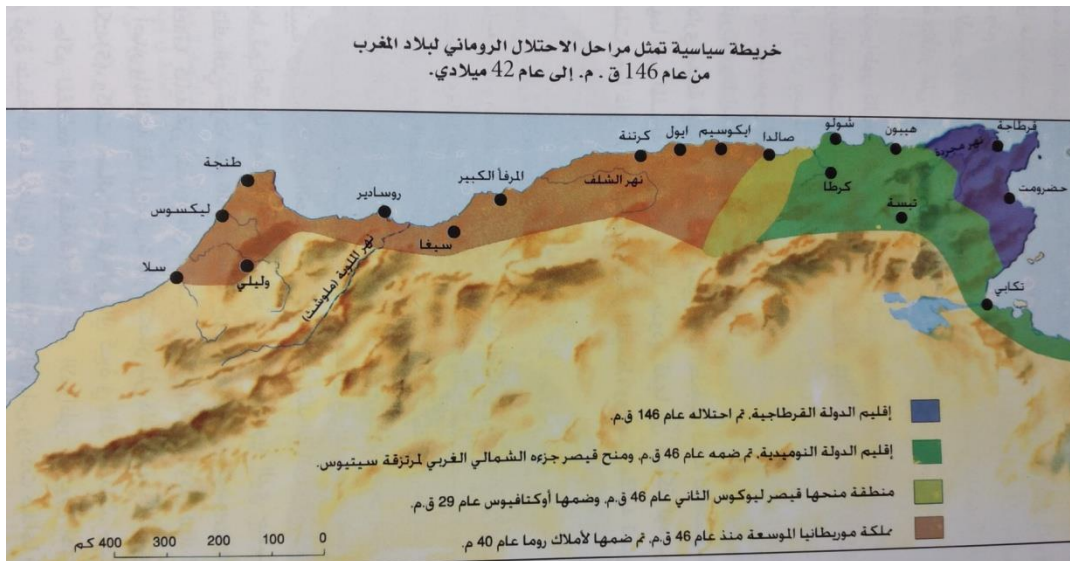 خريطة سياسية تمثل مراحل الاحتلال الروماني لبلاد المغرب
من عام 146 ق . م. إلى عام 42 ميلادي.
قرطاجة
نهر مجردة
هيبون
شولو
صالدا
ايكوسيم
ايول
كرتنة
طنجة
حضرومت
كرطا
نهر الشلف
المرفأ الكبير
روسادير
ليكسوس
تبسة
سيغا
سلا
وليلي
نهر الملوية (ملوشث)
تكابي
إقليم الدولة القرطاجية، تم احتلاله عام 146 ق.م.
إقليم الدولة النوميدية، تم ضمه عام 46 ق.م. ومنح قيصر جزءه الشمالي الغربي لمرتزقة سيتيوس.
منطقة منحها قيصر لبوكوس الثاني عام 46 ق.م. وضمها أوكتافيوس عام 29 ق.م.
مملكة موريطانيا الموسعة منذ عام 46 ق.م. تم ضمها لأملاك روما عام 40 م.
400 300 200 100 0 كم